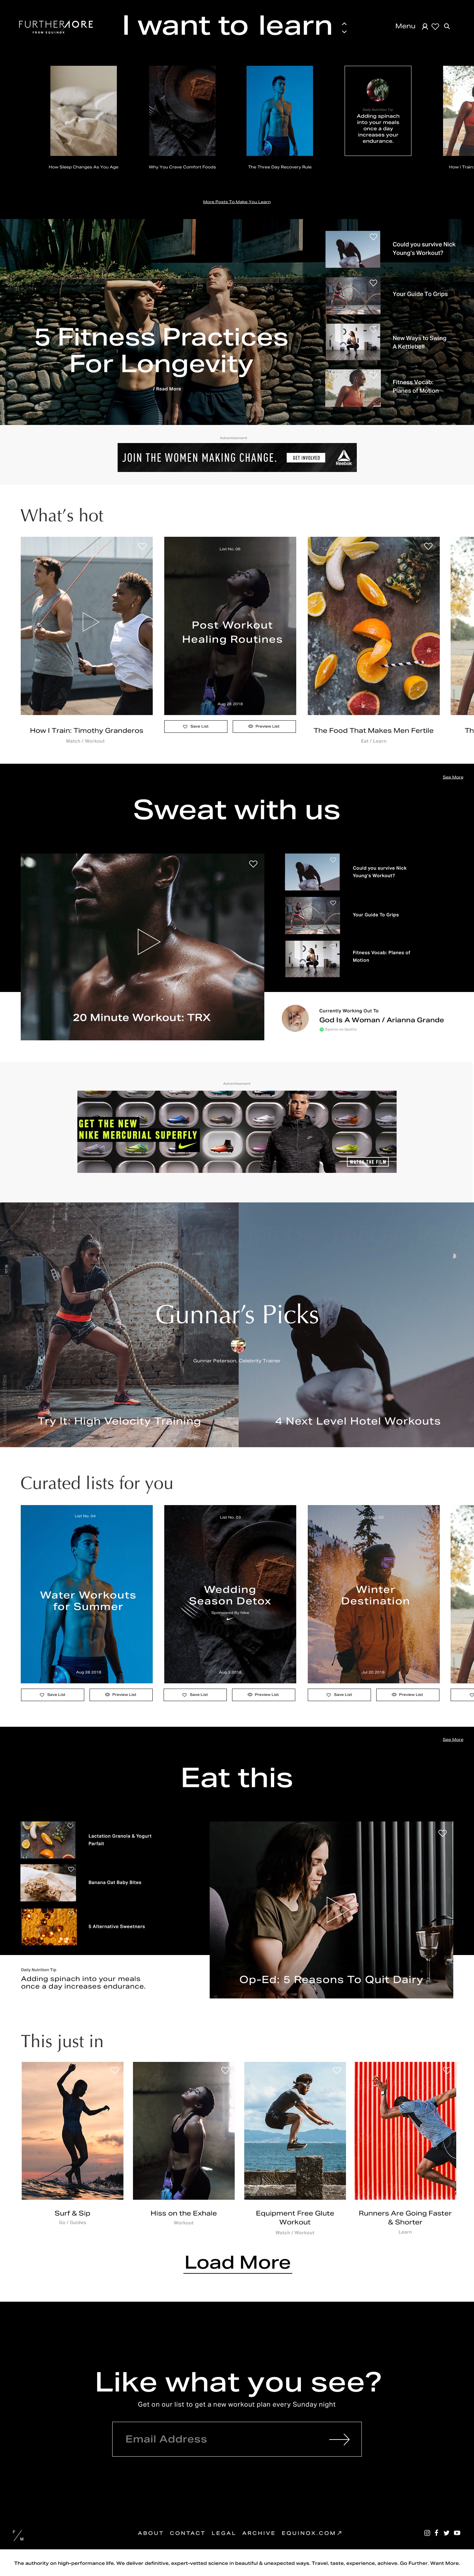 FURTHERMORE
FROM EQUINOX
I want to learn
Menu
Daily Nutrition Tip
Adding spinach
into your meals
once a day
increases your
endurance.
How Sleep Changes As You Age
Why You Crave Comfort Foods
The Three Day Recovery Rule
How I Train:
More Posts To Make You Learn
5 Fitness Practices
For Longevity
/ Read More
Could you survive Nick
Young's Workout?
Your Guide To Grips
New Ways to Swing
A Kettlebell
Fitness Vocab:
Planes of Motion
Advertisement
JOIN THE WOMEN MAKING CHANGE.
GET INVOLVED
Reebok
What's hot
List No. 06
Post Workout
Healing Routines
Aug 28 2018
Save List
Preview List
How I Train: Timothy Granderos
Watch / Workout
The Food That Makes Men Fertile
Eat / Learn
Th
See More
Sweat with us
20 Minute Workout: TRX
Could you survive Nick
Young's Workout?
Your Guide To Grips
Fitness Vocab: Planes of
Motion
Currently Working Out To
God Is A Woman / Arianna Grande
Advertisement
GET THE NEW
NIKE MERCURIAL SUPERFLY
WATCH THE FILM
Gunnar's Picks
Gunnar Peterson, Celebrity Trainer
Try It: High Velocity Training
4 Next Level Hotel Workouts
Curated lists for you
List No. 04
Water Workouts
for Summer
Aug 28 2018
List No. 03
Wedding
Season Detox
Sponsored By Nike
Winter
Destination
Jul 20 2018
Save List
Preview List
Save List
Preview List
Save List
Preview List
See More
Eat this
Lactation Granola & Yogurt
Parfait
Banana Oat Baby Bites
5 Alternative Sweetners
Daily Nutrition Tip
Adding spinach into your meals
once a day increases endurance.
Op-Ed: 5 Reasons To Quit Dairy
This just in
Surf & Sip
Go / Guides
Hiss on the Exhale
Workout
Equipment Free Glute
Workout
Watch / Workout
Runners Are Going Faster
& Shorter
Learn
Load More
Like what you see?
Get on our list to get a new workout plan every Sunday night
Email Address
F/M
ABOUT CONTACT LEGAL ARCHIVE EQUINOX.COM
The authority on high-performance life. We deliver definitive, expert-vetted science in beautiful & unexpected ways. Travel, taste, experience, achieve. Go Further. Want More.